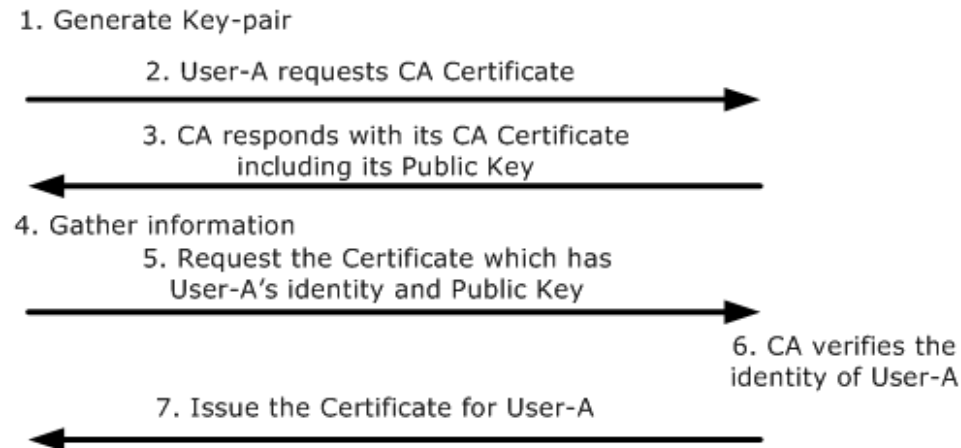 1. Generate Key-pair
2. User-A requests CA Certificate
3. CA responds with its CA Certificate
including its Public Key
4. Gather information
5. Request the Certificate which has
User-A's identity and Public Key
6. CA verifies the
identity of User-A
7. Issue the Certificate for User-A